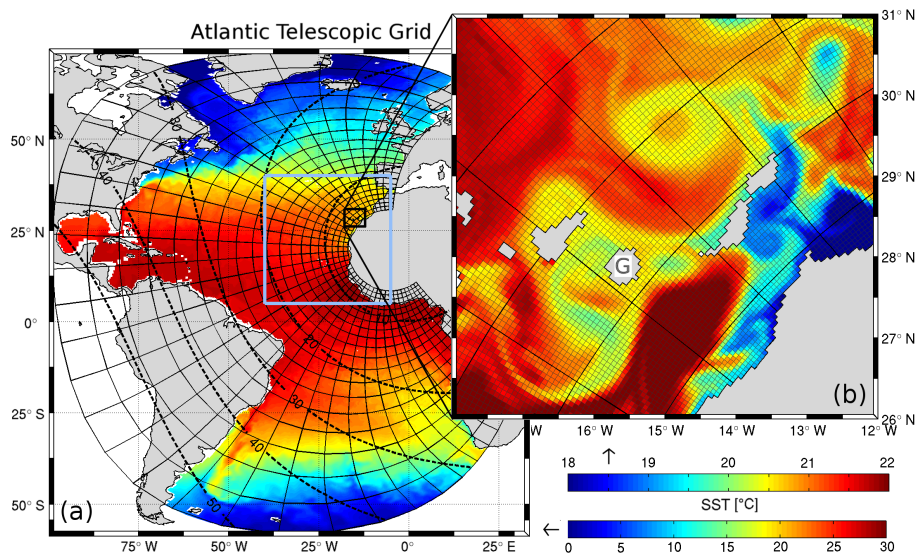 Atlantic Telescopic Grid
50° N
25° N
0°
25° S
50° S
75° W
50° W
25° W
0°
25° E
30
40
20
30
40
50
(a)
31° N
30° N
29° N
28° N
27° N
26° N
W
16° W
15° W
14° W
13° W
12° W
G
(b)
18 ↑ 19 20 21 22
SST [°C]
← 0 5 10 15 20 25 30